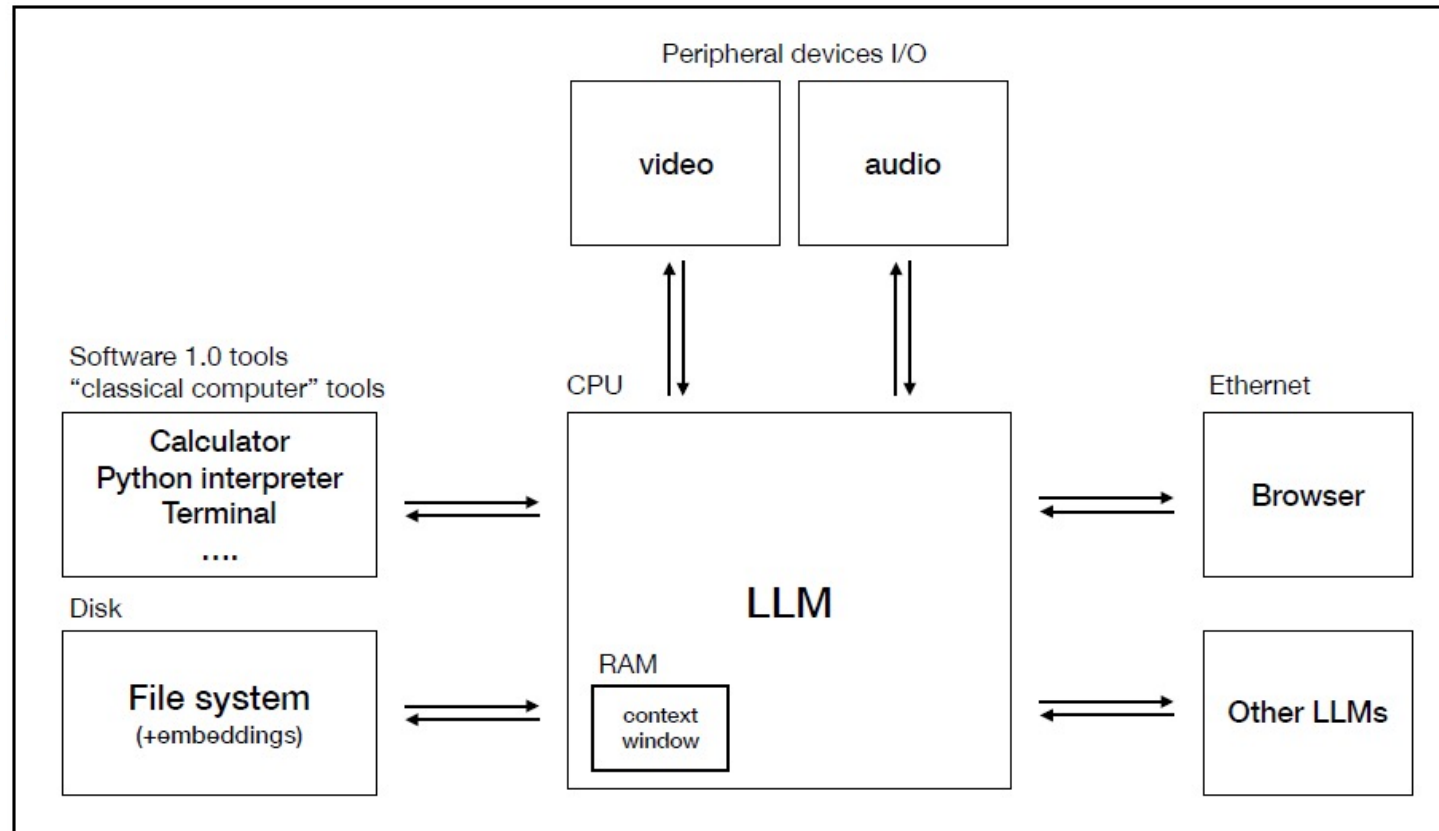 Peripheral devices I/O
video
audio
Software 1.0 tools
“classical computer” tools
Calculator
Python interpreter
Terminal
....
CPU
LLM
RAM
context
window
Ethernet
Browser
Disk
File system
(+embeddings)
Other LLMs